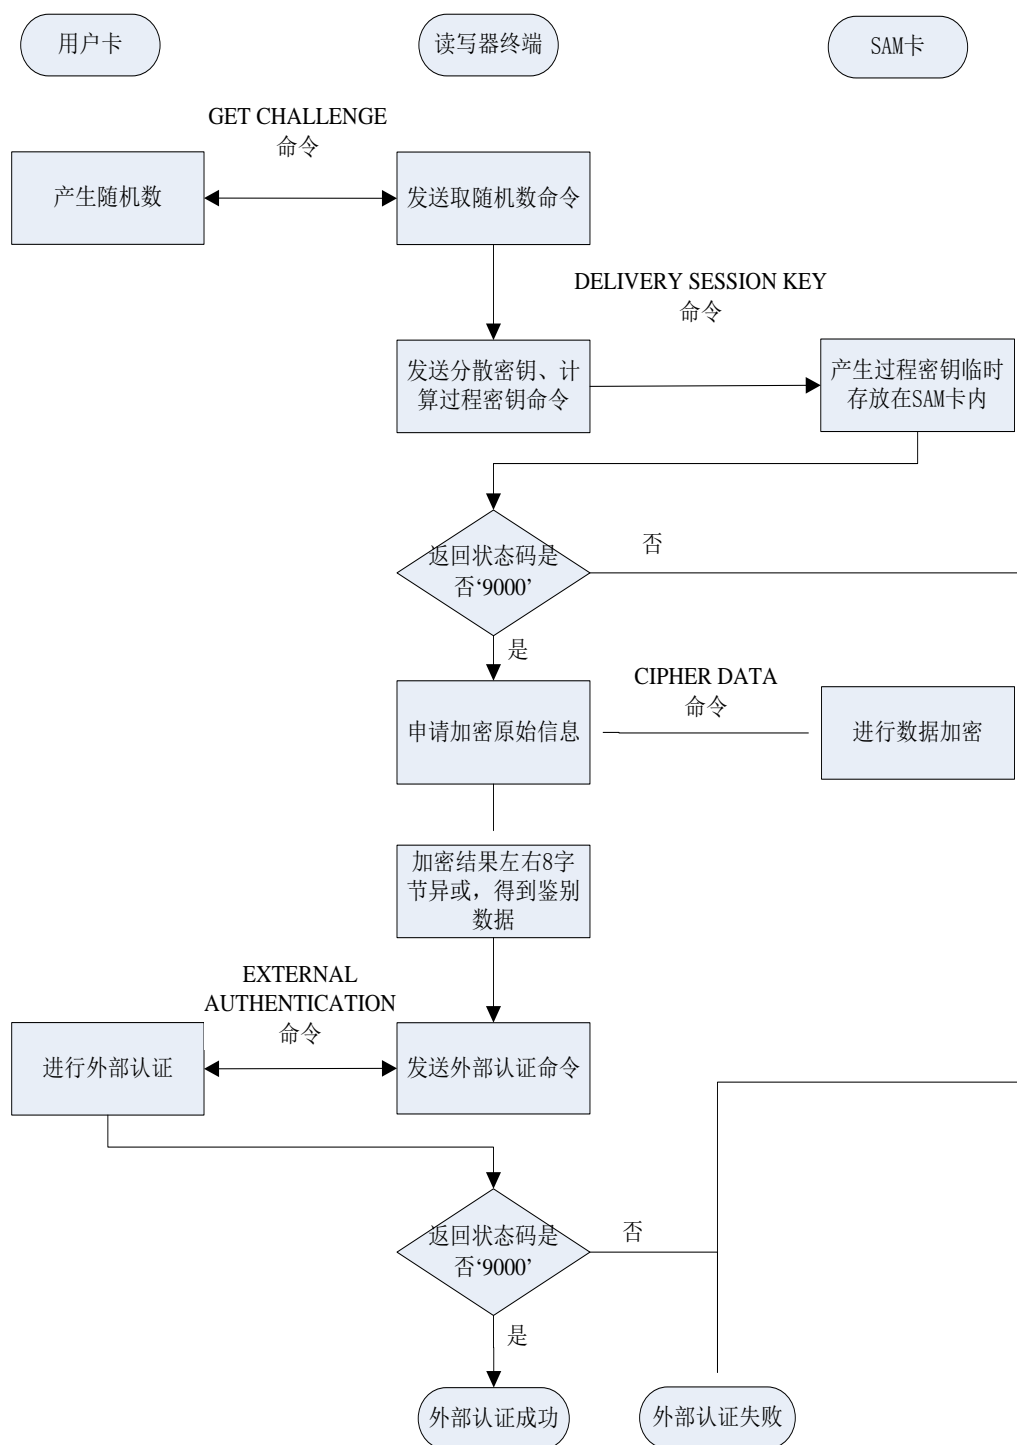 用户卡
读写器终端
SAM卡
GET CHALLENGE
命令
产生随机数
发送取随机数命令
DELIVERY SESSION KEY
命令
发送分散密钥、计
算过程密钥命令
产生过程密钥临时
存放在SAM卡内
返回状态码是
否‘9000’
否
是
CIPHER DATA
命令
申请加密原始信息
进行数据加密
加密结果左右8字
节异或，得到鉴别
数据
EXTERNAL
AUTHENTICATION
命令
进行外部认证
发送外部认证命令
返回状态码是
否‘9000’
否
是
外部认证成功
外部认证失败